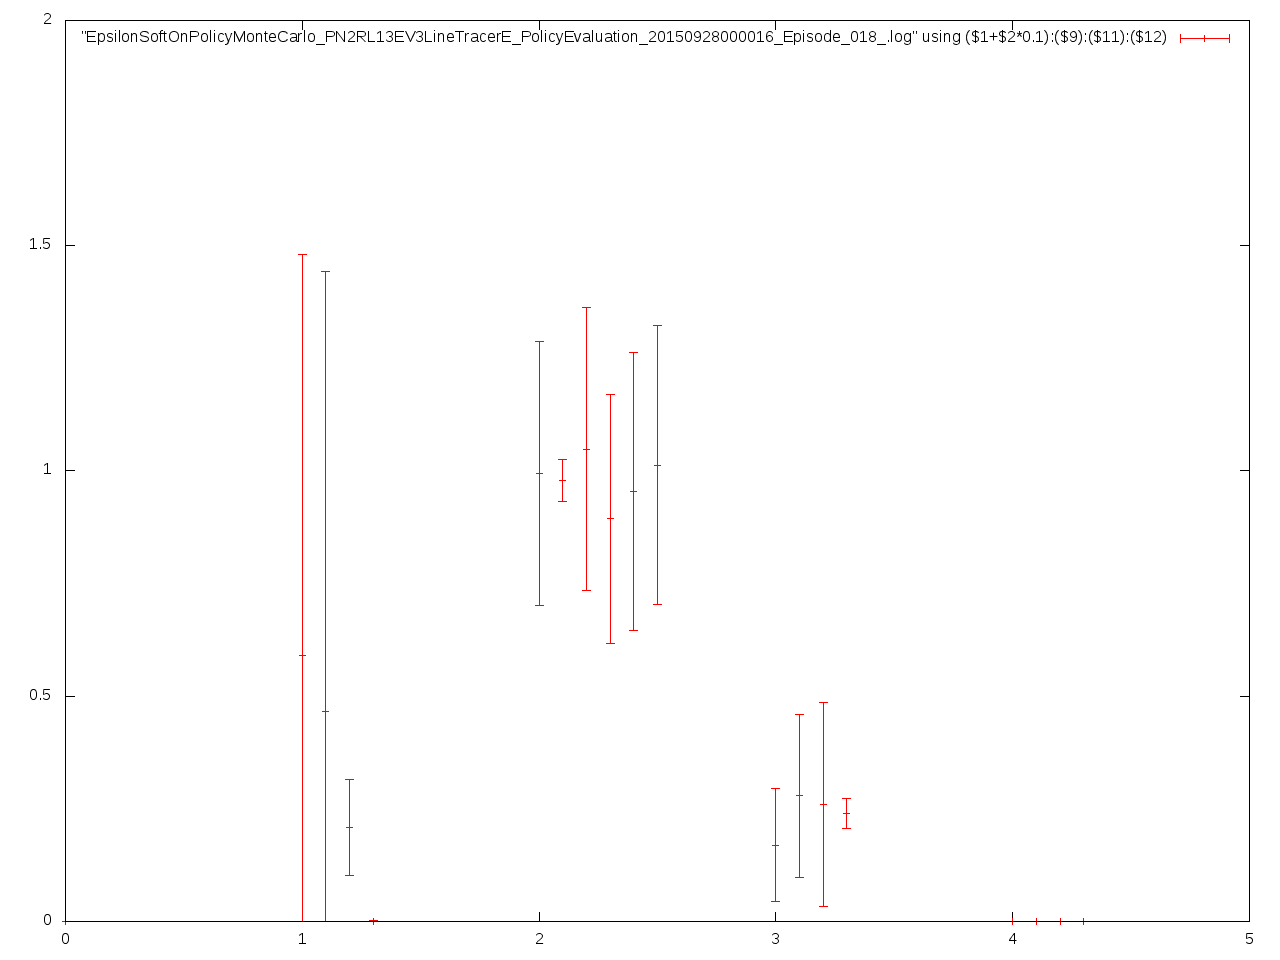 2
"EpsilonSoftOnPolicyMonteCarlo_PN2RL13EV3LineTracerE_PolicyEvaluation_20150928000016_Episode_018_.log" using ($1+$2*0.1):($9):($11):($12)
1.5
1
0.5
0
0 1 2 3 4 5